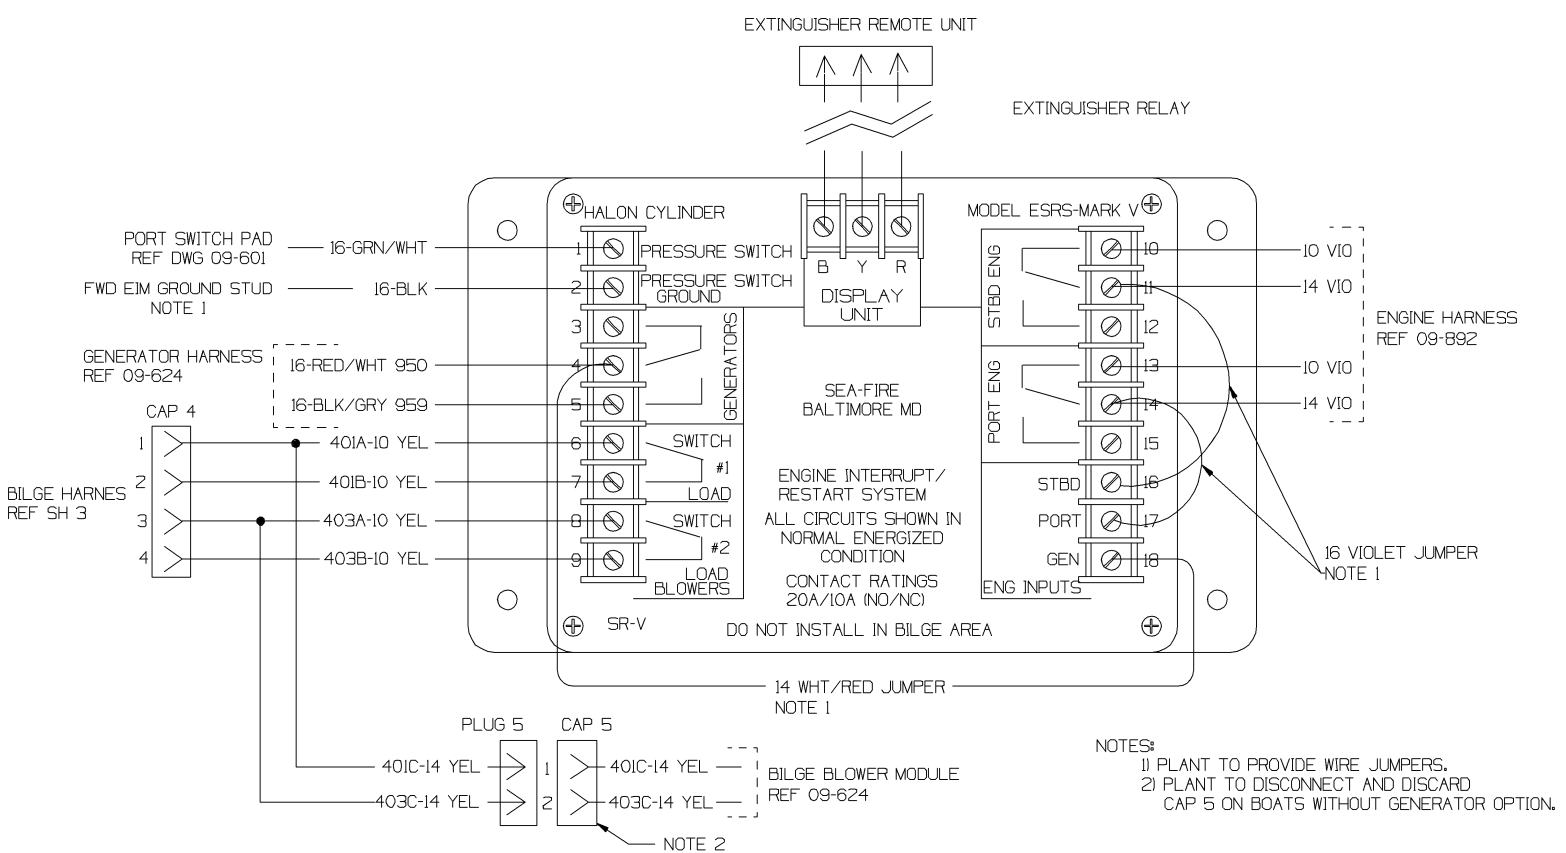 EXTINGUISHER REMOTE UNIT
EXTINGUISHER RELAY
HALON CYLINDER
MODEL ESRS-MARK V
PORT SWITCH PAD
REF DWG 09-601
16-GRN/WHT
1
PRESSURE SWITCH
FWD EIM GROUND STUD
NOTE 1
16-BLK
2
PRESSURE SWITCH
GROUND
B Y R
DISPLAY
UNIT
3
GENERATORS
GENERATOR HARNESS
REF 09-624
16-RED/WHT 950
4
16-BLK/GRY 959
5
CAP 4
1
401A-10 YEL
6
SWITCH
#1
2
401B-10 YEL
7
LOAD
BILGE HARNES
REF SH 3
3
403A-10 YEL
8
SWITCH
#2
4
403B-10 YEL
9
LOAD
BLOWERS
SR-V
SEA-FIRE
BALTIMORE MD
ENGINE INTERRUPT/
RESTART SYSTEM
ALL CIRCUITS SHOWN IN
NORMAL ENERGIZED
CONDITION
CONTACT RATINGS
20A/10A (NO/NC)
DO NOT INSTALL IN BILGE AREA
STBD ENG
10
10 VIO
11
14 VIO
12
PORT ENG
13
10 VIO
14
14 VIO
15
ENGINE HARNESS
REF 09-892
STBD
16
PORT
17
GEN
18
ENG INPUTS
16 VIOLET JUMPER
NOTE 1
14 WHT/RED JUMPER
NOTE 1
PLUG 5
CAP 5
401C-14 YEL
1
401C-14 YEL
403C-14 YEL
2
403C-14 YEL
BILGE BLOWER MODULE
REF 09-624
NOTE 2
NOTES:
1) PLANT TO PROVIDE WIRE JUMPERS.
2) PLANT TO DISCONNECT AND DISCARD
CAP 5 ON BOATS WITHOUT GENERATOR OPTION.